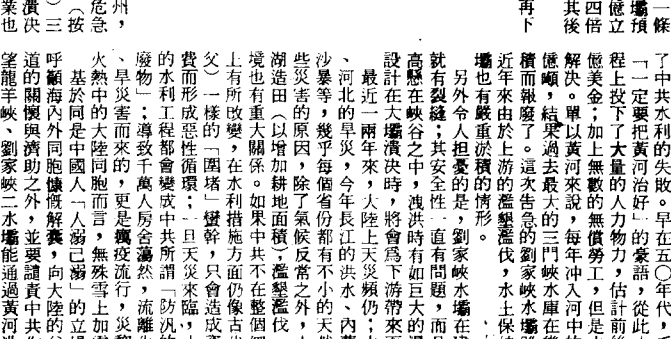 了中共水利的失敗。早在五〇年代，
「一定要把黃河治好」的豪語，從此
程上投下了大量的人力物力，估計前後
億美金；加上無數的無償勞工，但是
解决。單以黃河來說，每年冲入河中的
億噸，結果過去最大的三門峽水庫在
積而報廢了。這次告急的劉家峽水壩
近年來由於上游的濫墾濫伐，水土保
壩也有嚴重淤積的情形。
另外令人担憂的是，劉家峽水壩在
就有裂縫；其安全性一直有問題，而
高懸在峽谷之中，洩洪時有如巨大的
設計在大壩潰决時，將會爲下游帶來
最近一兩年來，大陸上天災頻仍；
、河北的旱災，今年長江的洪水、內
沙暴等，幾乎每個省份都有不小的天
些災害的原因，除了氣候反常之外，
湖造田（以增加耕地面積）；濫墾濫伐
境也有重大關係。如果中共不在整個
上有所改變，在水利措施方面仍像古
父）一樣的「圍堵」蠻幹，只會造成
費而形成惡性循環；一旦天災來臨，
的水利工程都會變成中共所謂「防汎的
廢物」；導致千萬人房舍蕩然，流離
、旱災害而來的，更是瘟疫流行，災
火熱中的大陸同胞而言，無殊雪上加
基於同是中國人「人溺己溺」的立
呼籲海內外同胞慷慨解囊，向大陸的
道的關懷與濟助之外，並要譴責中共
望龍羊峽、劉家峽二水壩能通過黃河